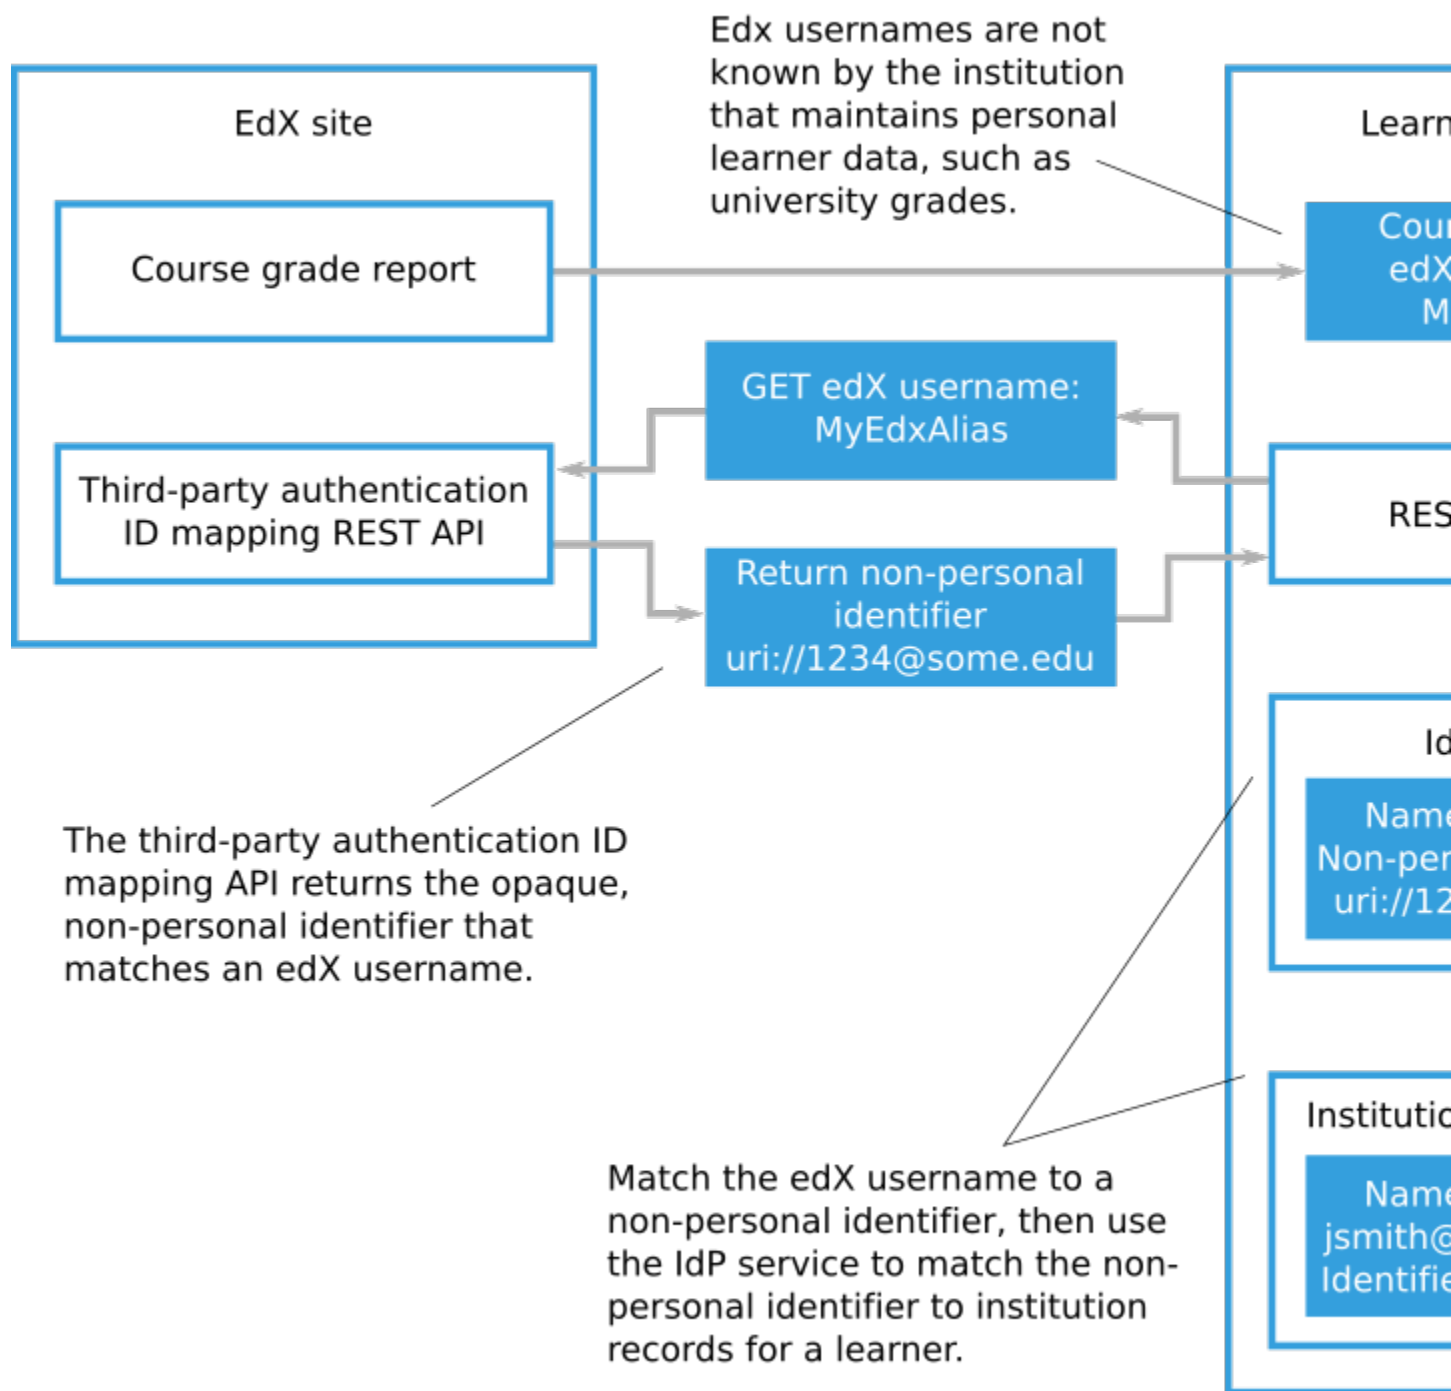 Edx usernames are not
known by the institution
that maintains personal
learner data, such as
university grades.
EdX site
Course grade report
GET edX username:
MyEdxAlias
Third-party authentication
ID mapping REST API
Return non-personal
identifier
uri://1234@some.edu
The third-party authentication ID
mapping API returns the opaque,
non-personal identifier that
matches an edX username.
Match the edX username to a
non-personal identifier, then use
the IdP service to match the non-
personal identifier to institution
records for a learner.
edX